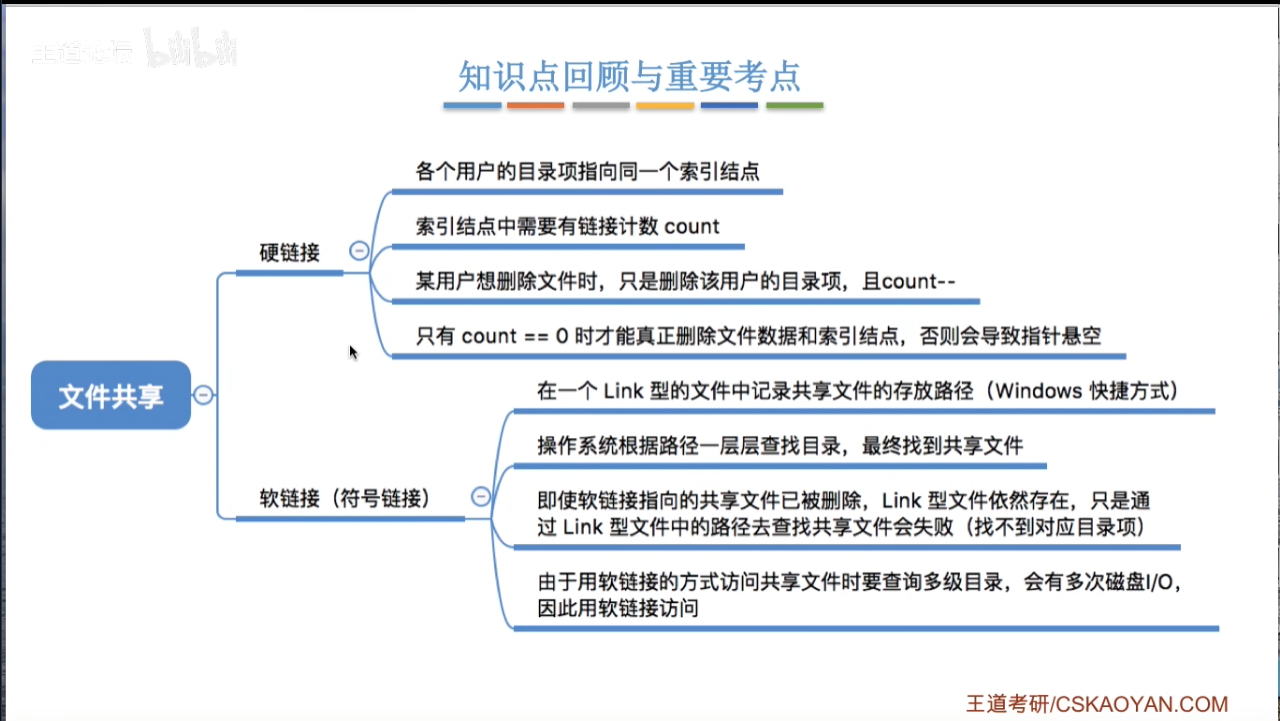 王道论坛 bilibili
知识点回顾与重要考点
各个用户的目录项指向同一个索引结点
索引结点中需要有链接计数 count
硬链接
某用户想删除文件时，只是删除该用户的目录项，且count--
只有 count == 0 时才能真正删除文件数据和索引结点，否则会导致指针悬空
文件共享
在一个 Link 型的文件中记录共享文件的存放路径（Windows 快捷方式）
操作系统根据路径一层层查找目录，最终找到共享文件
软链接（符号链接）
即使软链接指向的共享文件已被删除，Link 型文件依然存在，只是通
过 Link 型文件中的路径去查找共享文件会失败（找不到对应目录项）
由于用软链接的方式访问共享文件时要查询多级目录，会有多次磁盘I/O，
因此用软链接访问
王道考研/CSKAOYAN.COM